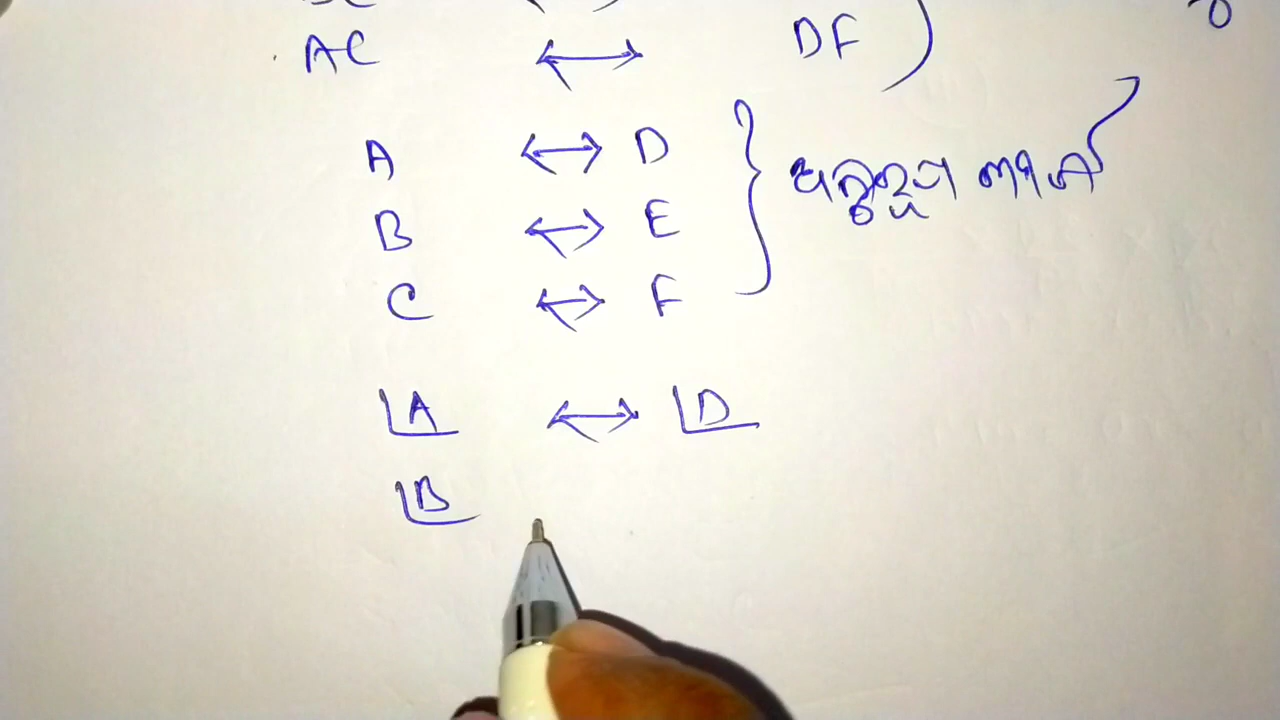 AC ↔ DF
A ↔ D
B ↔ E ଅନୁରୂପ ଶୀର୍ଷ
C ↔ F
∠A ↔ ∠D
∠B